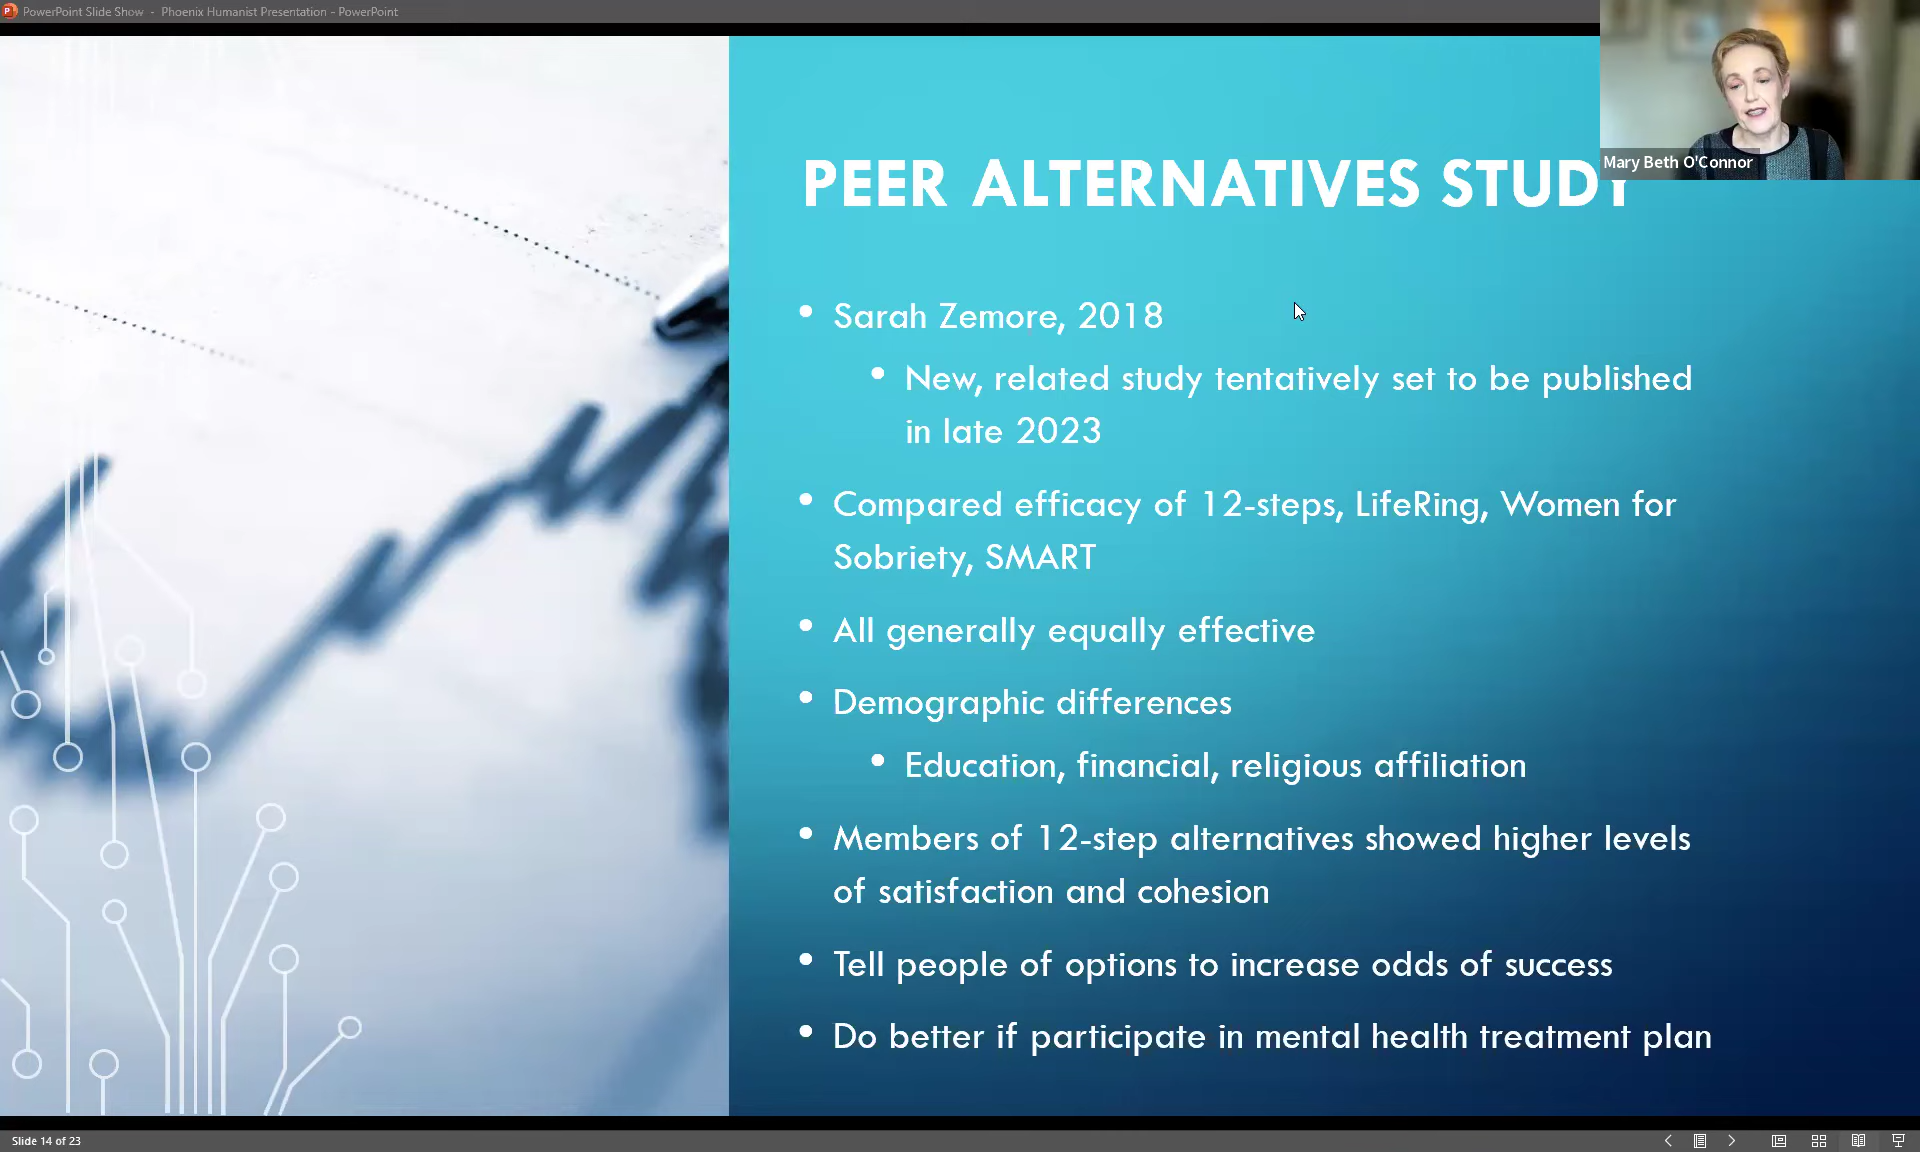 PowerPoint Slide Show - Phoenix Humanist Presentation - PowerPoint
Mary Beth O'Connor
PEER ALTERNATIVES STUDY
• Sarah Zemore, 2018
• New, related study tentatively set to be published
in late 2023
• Compared efficacy of 12-steps, LifeRing, Women for
Sobriety, SMART
• All generally equally effective
• Demographic differences
• Education, financial, religious affiliation
• Members of 12-step alternatives showed higher levels
of satisfaction and cohesion
• Tell people of options to increase odds of success
• Do better if participate in mental health treatment plan
Slide 14 of 23